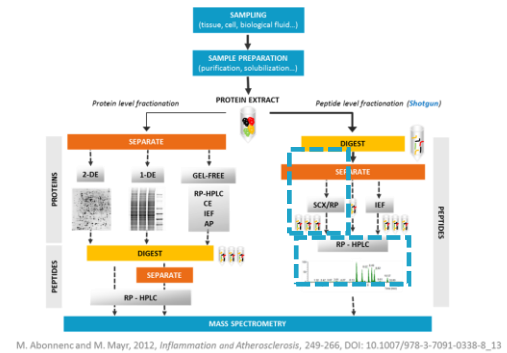 SAMPLING
(tissue, cell, biological fluid...)
SAMPLE PREPARATION
(purification, solubilization...)
PROTEIN EXTRACT
Protein level fractionation
Peptide level fractionation (Shotgun)
SEPARATE
DIGEST
SEPARATE
PROTEINS
2-DE
1-DE
GEL-FREE
RP-HPLC
CE
IEF
AP
SCX/RP
IEF
PEPTIDES
RP - HPLC
DIGEST
PEPTIDES
SEPARATE
RP - HPLC
MASS SPECTROMETRY
M. Abonnenc and M. Mayr, 2012, Inflammation and Atherosclerosis, 249-266, DOI: 10.1007/978-3-7091-0338-8_13